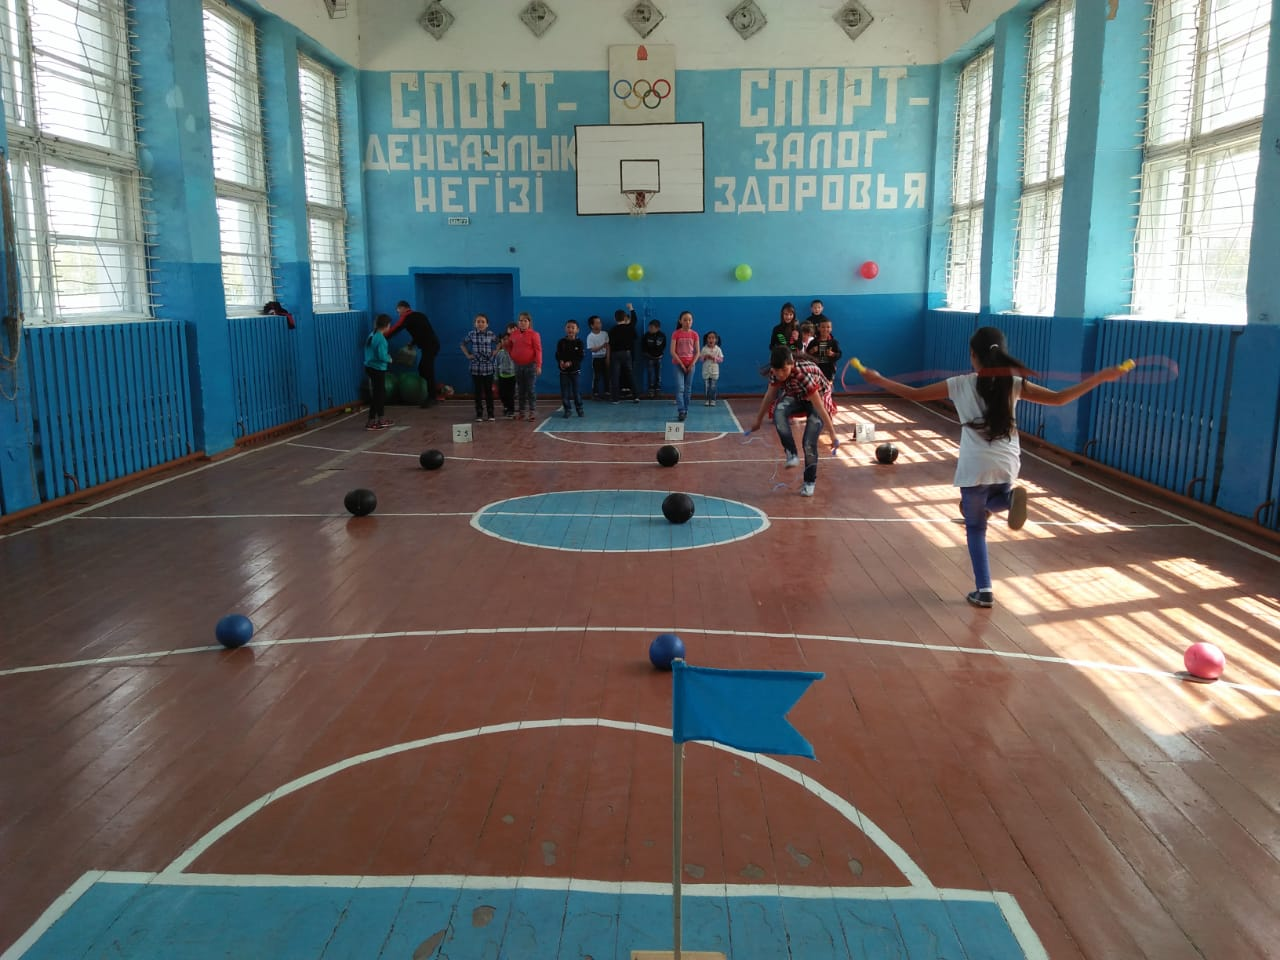 СПОРТ-
ДЕНСАУЛЫК
НЕГІЗІ
СПОРТ-
ЗАЛОГ
ЗДОРОВЬЯ
25
30